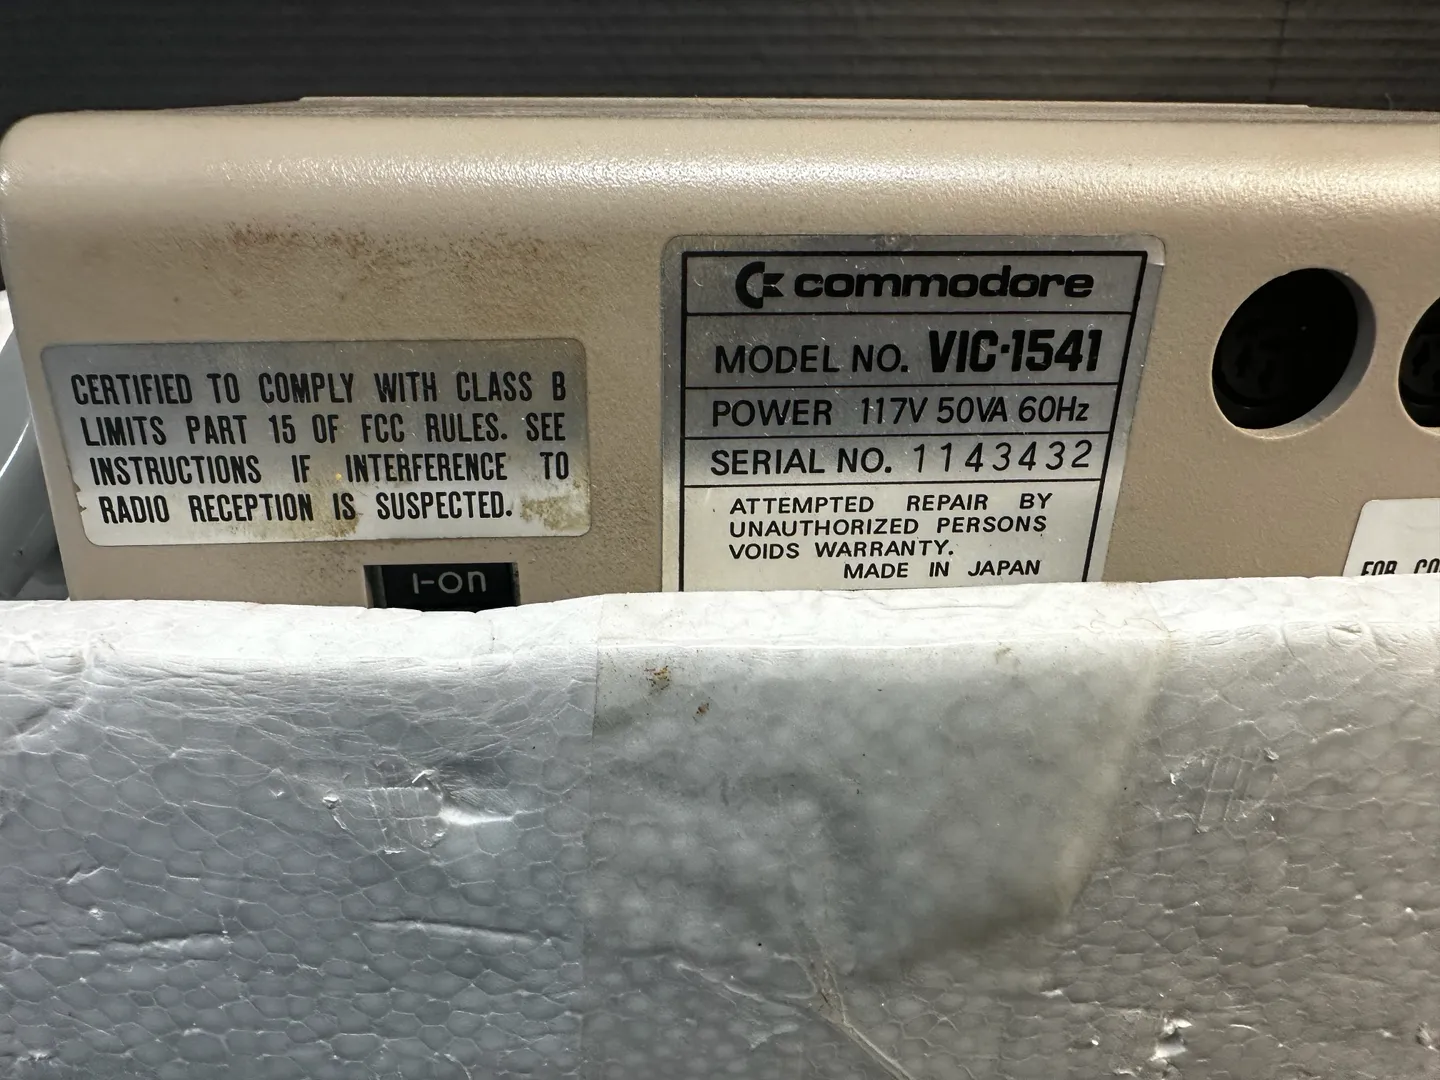 CERTIFIED TO COMPLY WITH CLASS B
LIMITS PART 15 OF FCC RULES. SEE
INSTRUCTIONS IF INTERFERENCE TO
RADIO RECEPTION IS SUSPECTED.
I-on
commodore
MODEL NO. VIC-1541
POWER 117V 50VA 60Hz
SERIAL NO. 1143432
ATTEMPTED REPAIR BY
UNAUTHORIZED PERSONS
VOIDS WARRANTY.
MADE IN JAPAN
FOR